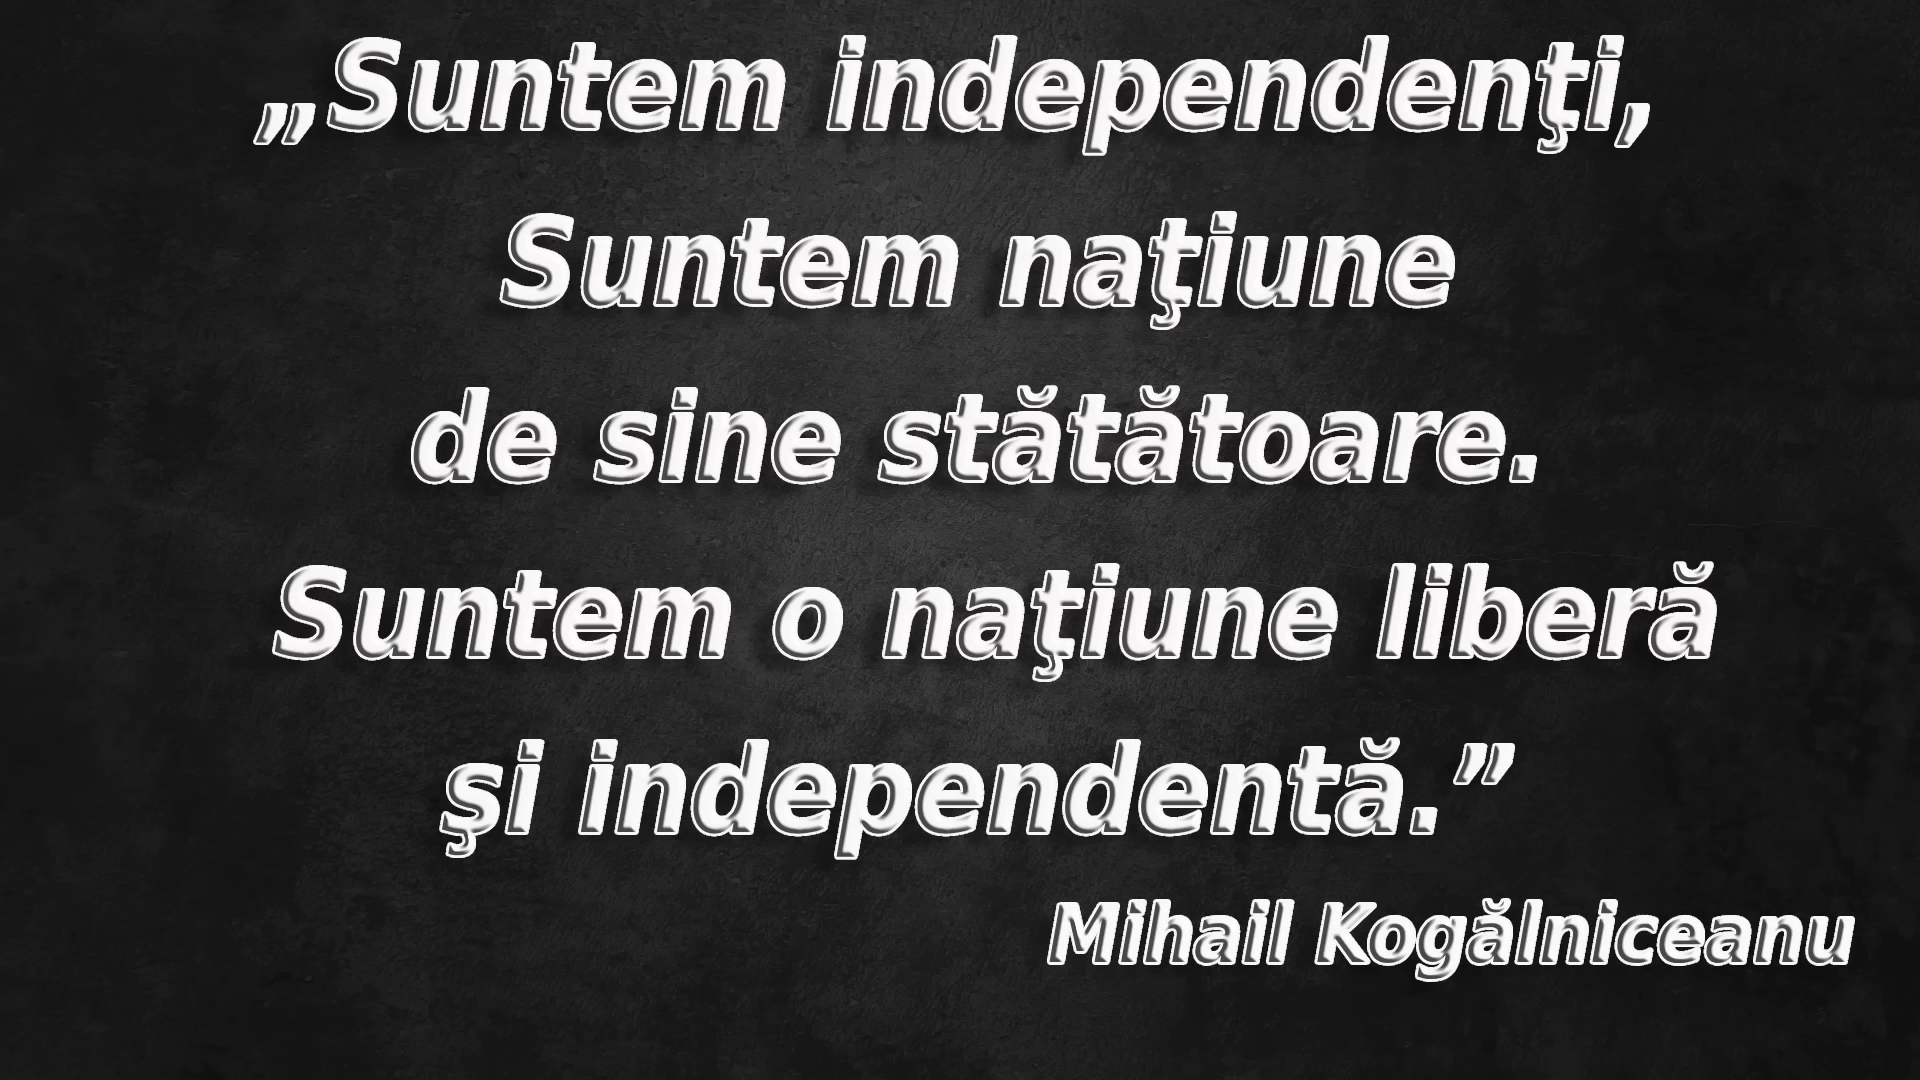 „Suntem independenţi,
Suntem naţiune
de sine stătătoare.
Suntem o naţiune liberă
şi independentă.”
Mihail Kogălniceanu